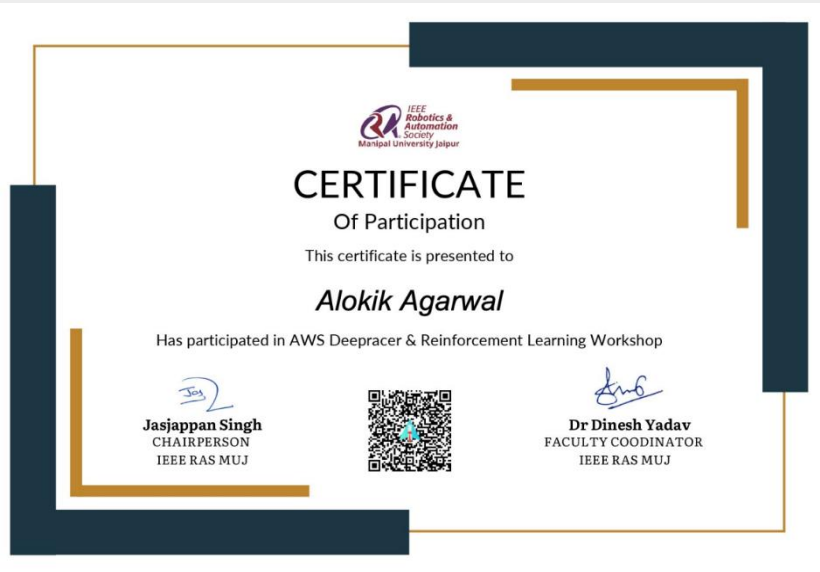 IEEE
Robotics &
Automation
Society
Manipal University Jaipur
CERTIFICATE
Of Participation
This certificate is presented to
Alokik Agarwal
Has participated in AWS Deepracer & Reinforcement Learning Workshop
Jasjappan Singh
CHAIRPERSON
IEEE RAS MUJ
Dr Dinesh Yadav
FACULTY COODINATOR
IEEE RAS MUJ